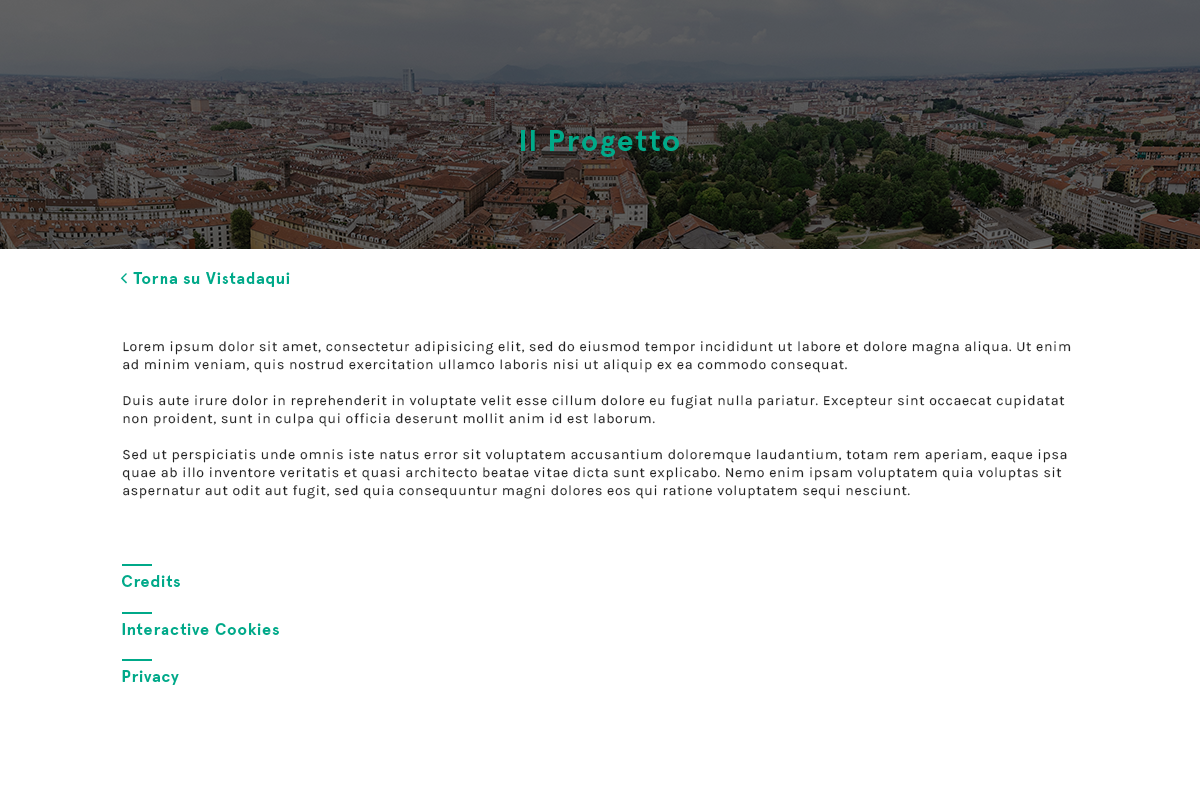 Il Progetto
< Torna su Vistadaqui
Lorem ipsum dolor sit amet, consectetur adipisicing elit, sed do eiusmod tempor incididunt ut labore et dolore magna aliqua. Ut enim
ad minim veniam, quis nostrud exercitation ullamco laboris nisi ut aliquip ex ea commodo consequat.
Duis aute irure dolor in reprehenderit in voluptate velit esse cillum dolore eu fugiat nulla pariatur. Excepteur sint occaecat cupidatat
non proident, sunt in culpa qui officia deserunt mollit anim id est laborum.
Sed ut perspiciatis unde omnis iste natus error sit voluptatem accusantium doloremque laudantium, totam rem aperiam, eaque ipsa
quae ab illo inventore veritatis et quasi architecto beatae vitae dicta sunt explicabo. Nemo enim ipsam voluptatem quia voluptas sit
aspernatur aut odit aut fugit, sed quia consequuntur magni dolores eos qui ratione voluptatem sequi nesciunt.
Credits
Interactive Cookies
Privacy